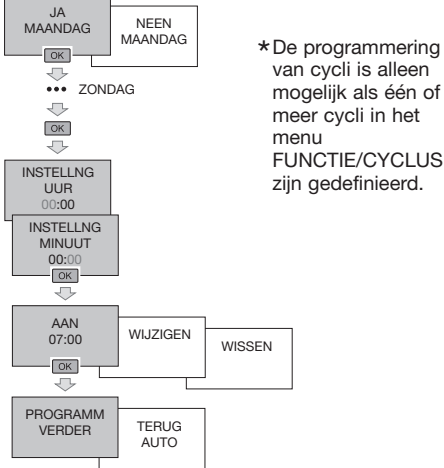 JA
MAANDAG
NEEN
MAANDAG
OK
••• ZONDAG
OK
INSTELLNG
UUR
00:00
INSTELLNG
MINUUT
00:00
OK
AAN
07:00
WIJZIGEN
WISSEN
OK
PROGRAMM
VERDER
TERUG
AUTO
*De programmering
van cycli is alleen
mogelijk als één of
meer cycli in het
menu
FUNCTIE/CYCLUS
zijn gedefinieerd.